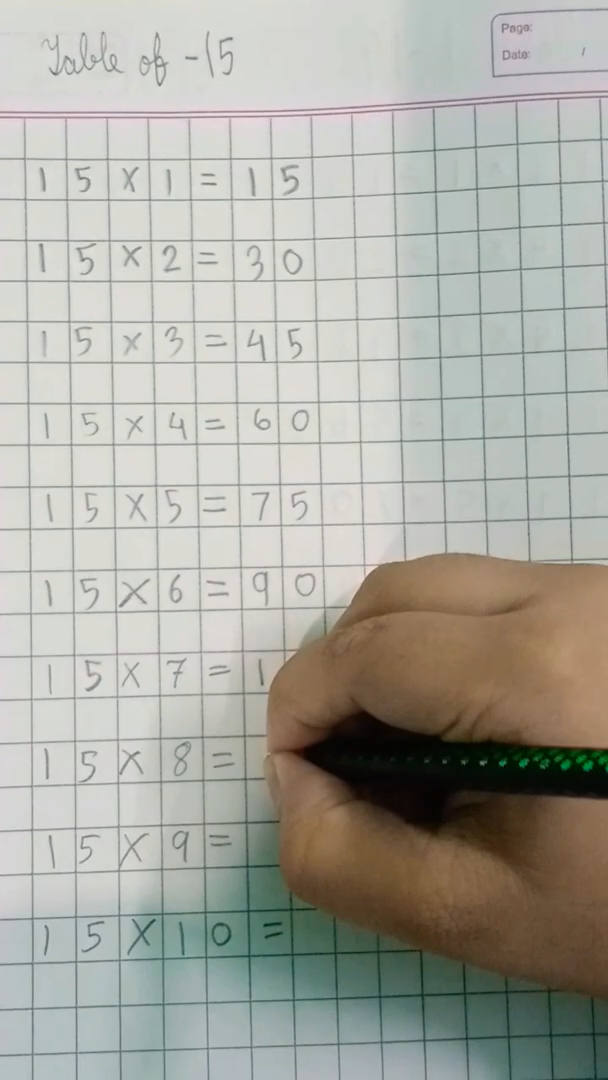 Table of -15
Page:
Date: /
15 × 1 = 15
15 × 2 = 30
15 × 3 = 45
15 × 4 = 60
15 × 5 = 75
15 × 6 = 90
15 × 7 = 1
15 × 8 =
15 × 9 =
15 × 10 =